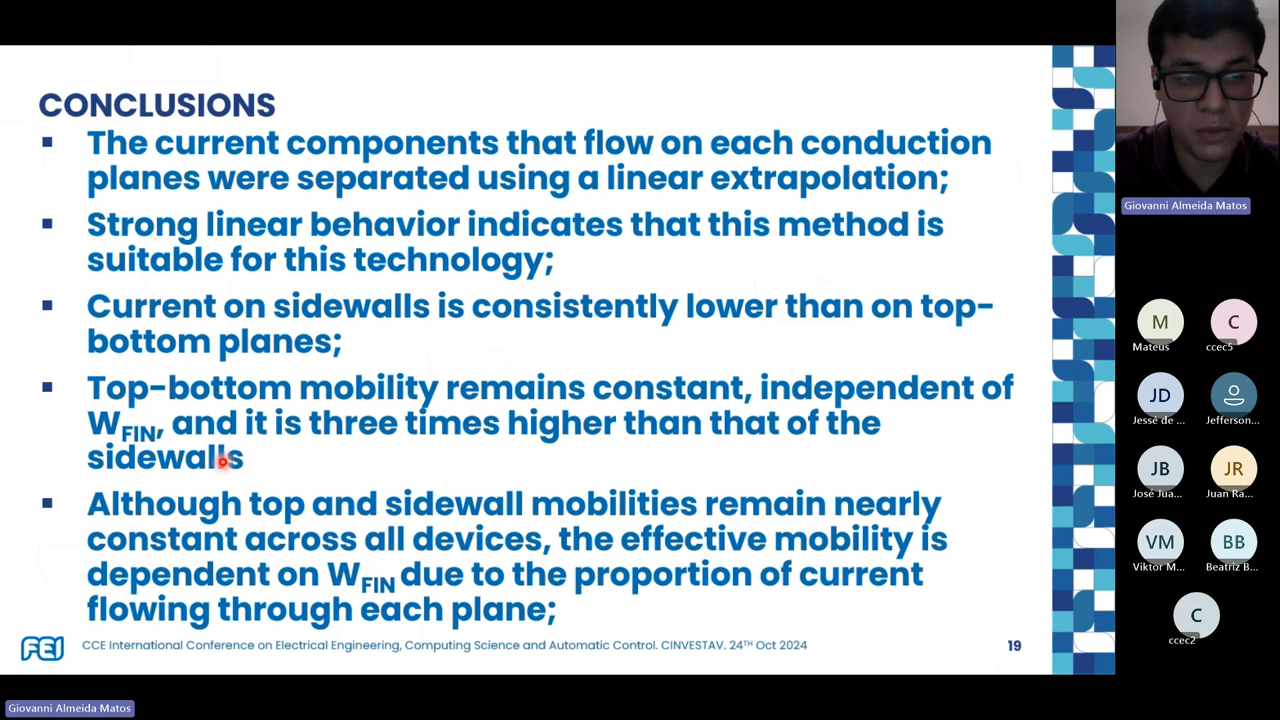 CONCLUSIONS
▪ The current components that flow on each conduction
planes were separated using a linear extrapolation;
▪ Strong linear behavior indicates that this method is
suitable for this technology;
▪ Current on sidewalls is consistently lower than on top-
bottom planes;
▪ Top-bottom mobility remains constant, independent of
WFIN, and it is three times higher than that of the
sidewalls
▪ Although top and sidewall mobilities remain nearly
constant across all devices, the effective mobility is
dependent on WFIN due to the proportion of current
flowing through each plane;
FEI
CCE International Conference on Electrical Engineering, Computing Science and Automatic Control. CINVESTAV. 24TH Oct 2024
19
Giovanni Almeida Matos
Giovanni Almeida Matos
M
Mateus
C
ccec5
JD
Jessé de ...
Jefferson...
JB
José Jua...
JR
Juan Ra...
VM
Viktor M...
BB
Beatriz B...
C
ccec2